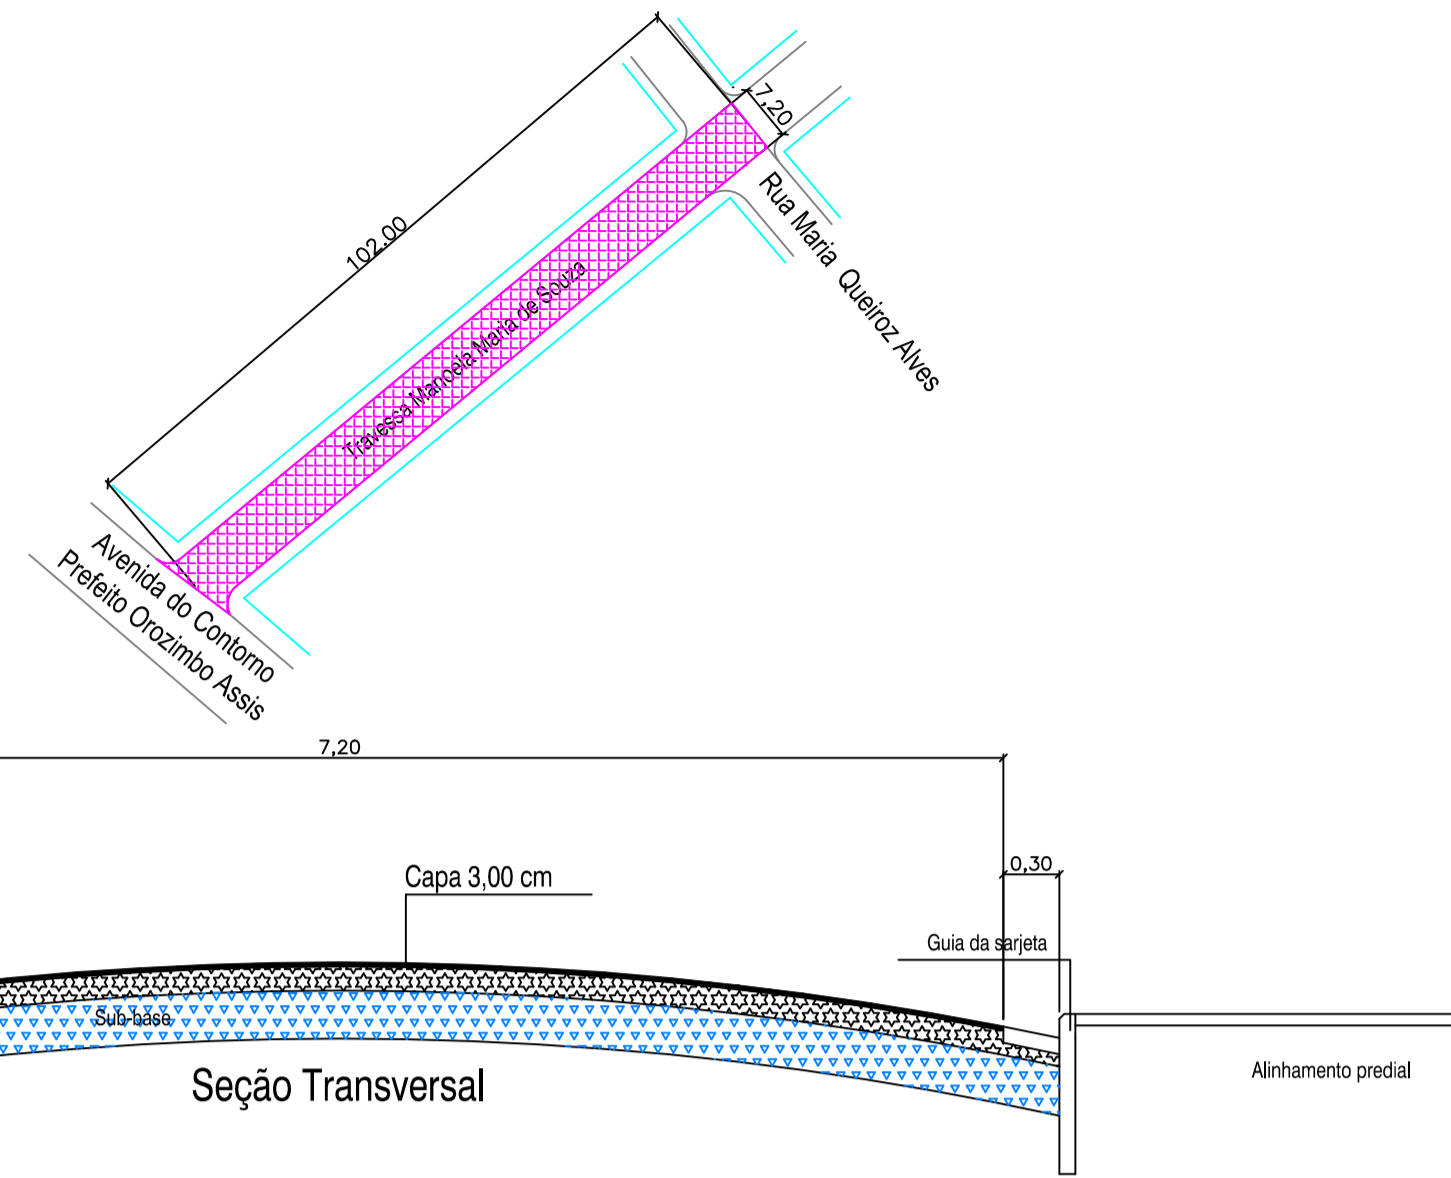 7,20
102,00
Rua Maria Queiroz Alves
Travessa Manoela Maria de Souza
Avenida do Contorno
Prefeito Orozimbo Assis
7,20
0,30
Capa 3,00 cm
Guia da sarjeta
Sub-base
Alinhamento predial
Seção Transversal